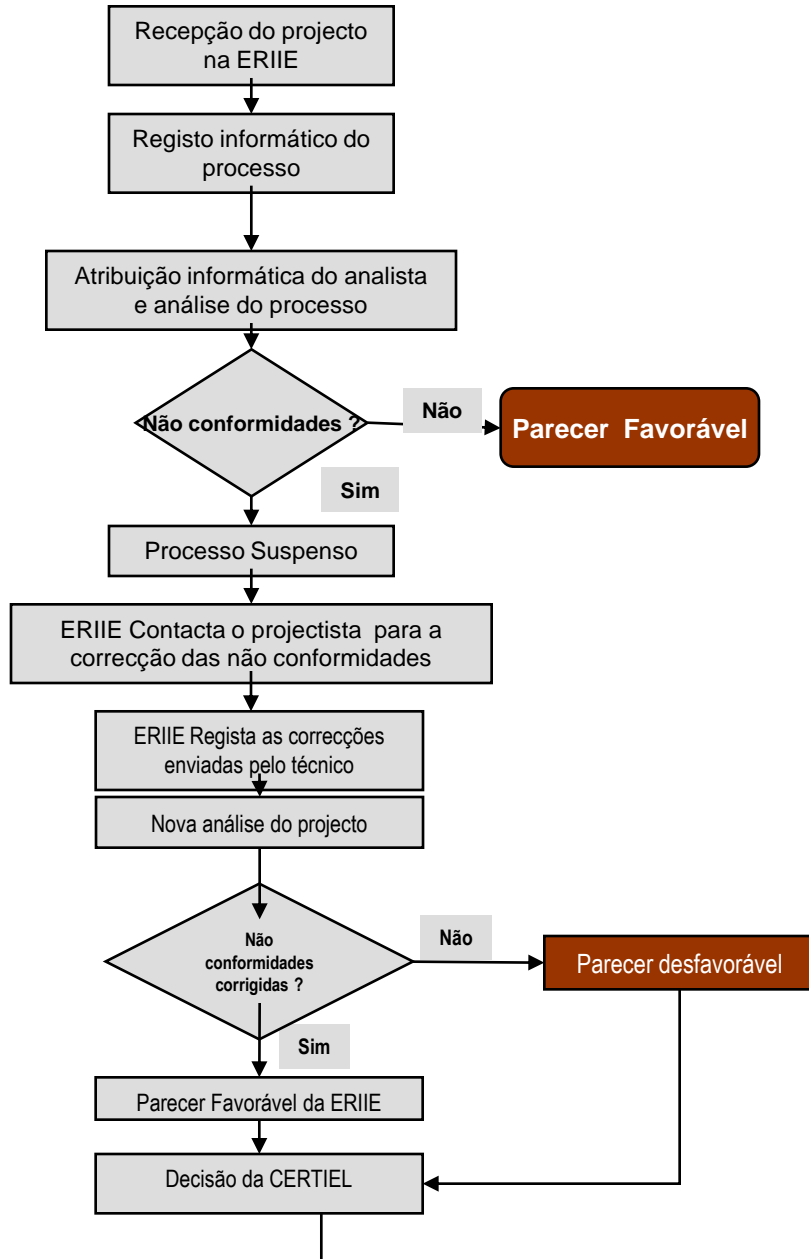 Recepção do projecto
na ERIIE
Registo informático do
processo
Atribuição informática do analista
e análise do processo
Não conformidades ?
Não
Parecer Favorável
Sim
Processo Suspenso
ERIIE Contacta o projectista para a
correcção das não conformidades
ERIIE Regista as correcções
enviadas pelo técnico
Nova análise do projecto
Não
conformidades
corrigidas ?
Não
Parecer desfavorável
Sim
Parecer Favorável da ERIIE
Decisão da CERTIEL